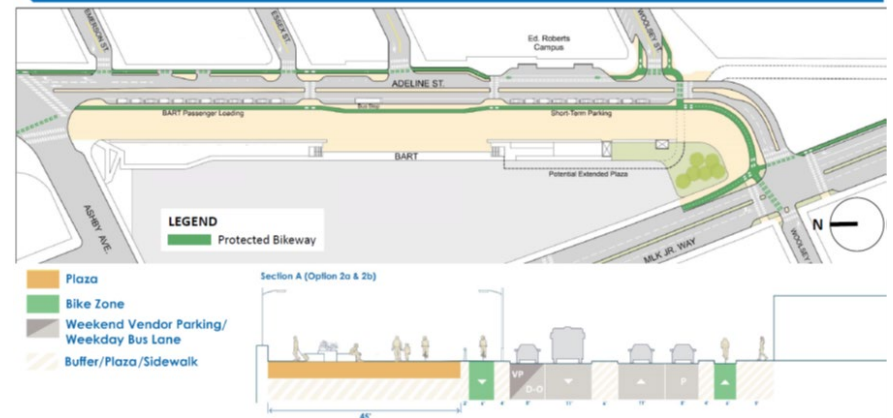 EMERSON ST.
ESSEX ST.
Ed. Roberts
Campus
WOOLSEY ST.
ADELINE ST.
Bus Stop
BART Passenger Loading
Short-Term Parking
BART
Potential Extended Plaza
ASHBY AVE.
LEGEND
Protected Bikeway
MLK JR. WAY
WOOLSEY
N
Plaza
Bike Zone
Weekend Vendor Parking/
Weekday Bus Lane
Buffer/Plaza/Sidewalk
Section A (Option 2a & 2b)
VP
D-O
P
45'